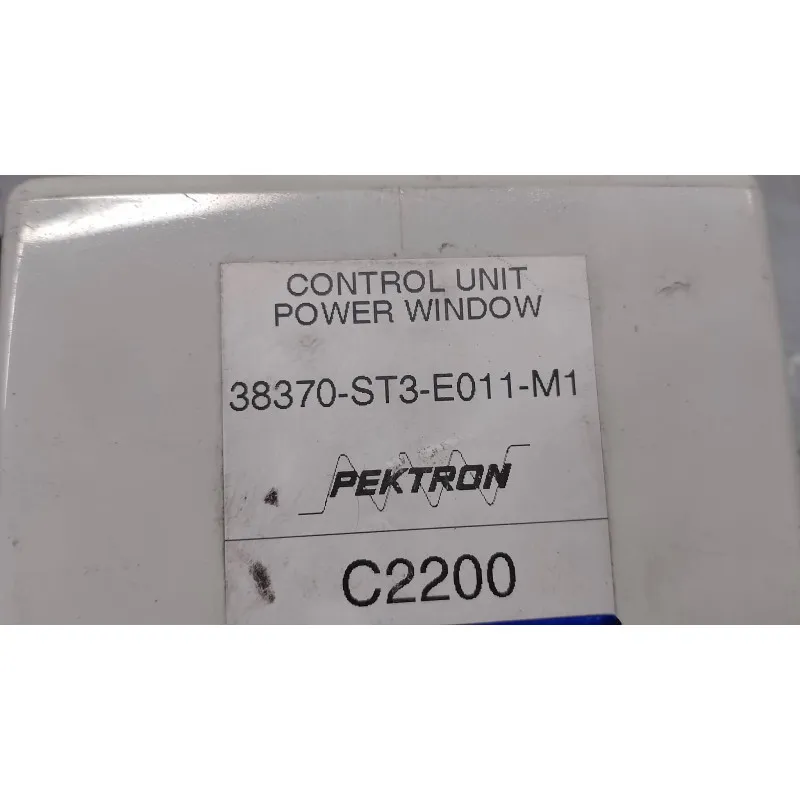 CONTROL UNIT
POWER WINDOW
38370-ST3-E011-M1
PEKTRON
C2200